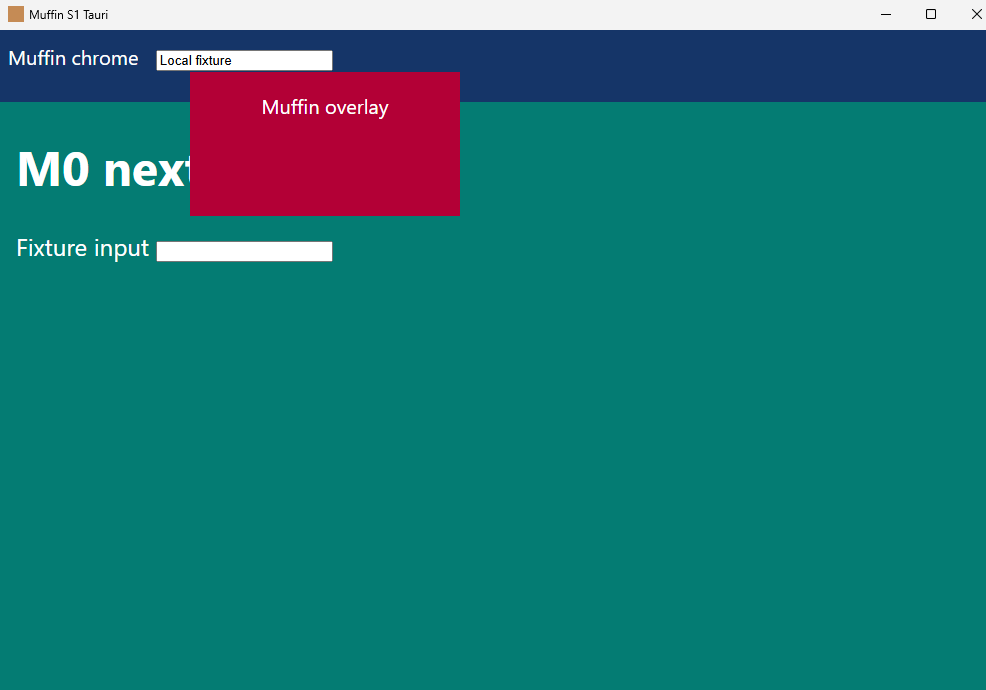 Muffin S1 Tauri
Muffin chrome Local fixture
Muffin overlay
M0 next
Fixture input